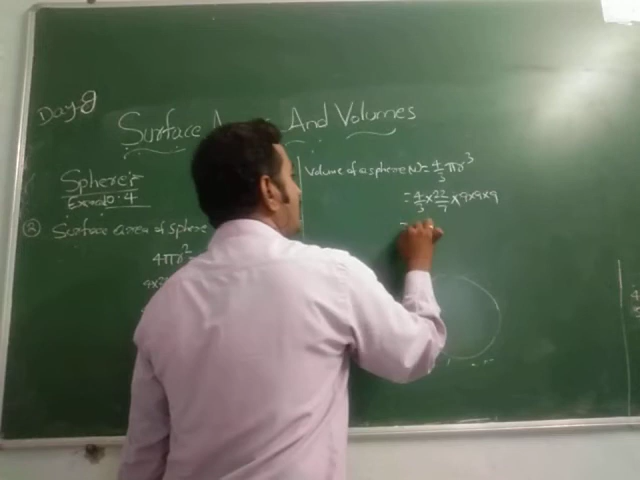 Day-8
Surface And Volumes
Sphere:-
Exercise 10.4
② Surface area of sphere
4πr²
Volume of a sphere (V) = 4/3 πr³
= 4/3 × 22/7 × 9×9×9
=